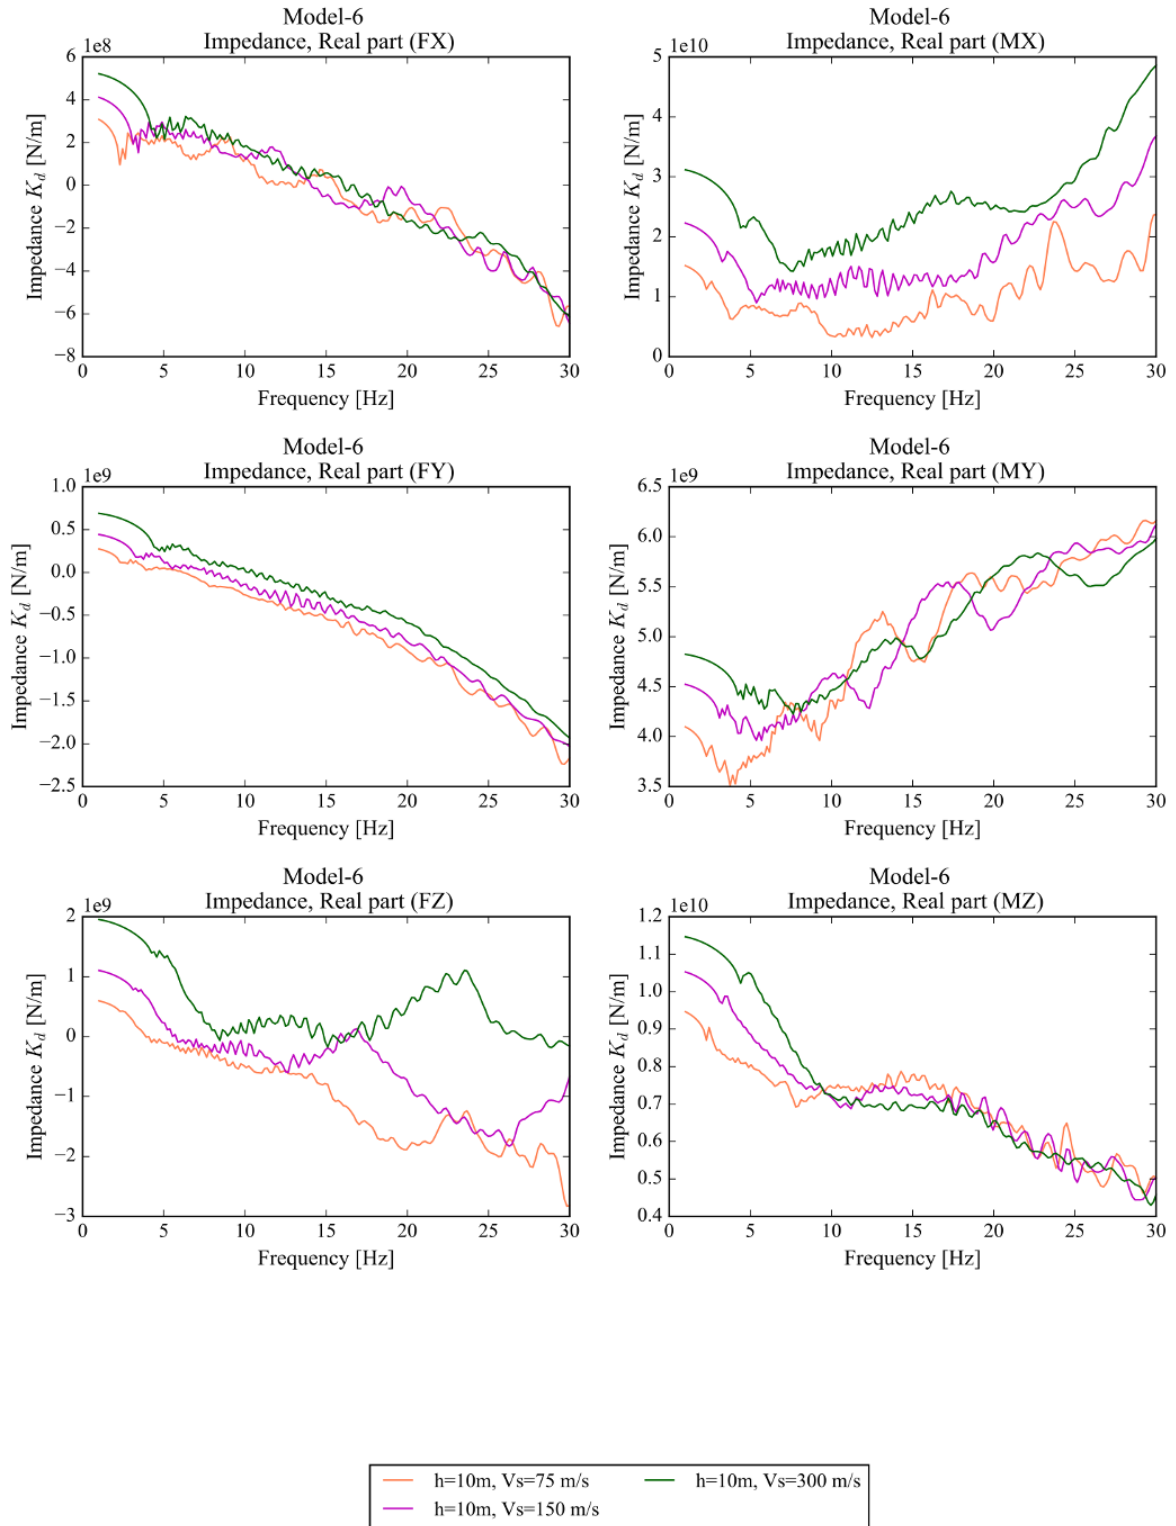 Model-6
Impedance, Real part (FX)
1e8
6
4
2
0
−2
−4
−6
−8
0 5 10 15 20 25 30
Impedance K_d [N/m]
Frequency [Hz]
Model-6
Impedance, Real part (MX)
1e10
5
4
3
2
1
0
0 5 10 15 20 25 30
Impedance K_d [N/m]
Frequency [Hz]
Model-6
Impedance, Real part (FY)
1e9
1.0
0.5
0.0
−0.5
−1.0
−1.5
−2.0
−2.5
0 5 10 15 20 25 30
Impedance K_d [N/m]
Frequency [Hz]
Model-6
Impedance, Real part (MY)
1e9
6.5
6.0
5.5
5.0
4.5
4.0
3.5
0 5 10 15 20 25 30
Impedance K_d [N/m]
Frequency [Hz]
Model-6
Impedance, Real part (FZ)
1e9
2
1
0
−1
−2
−3
0 5 10 15 20 25 30
Impedance K_d [N/m]
Frequency [Hz]
Model-6
Impedance, Real part (MZ)
1e10
1.2
1.1
1.0
0.9
0.8
0.7
0.6
0.5
0.4
0 5 10 15 20 25 30
Impedance K_d [N/m]
Frequency [Hz]
h=10m, Vs=75 m/s
h=10m, Vs=150 m/s
h=10m, Vs=300 m/s